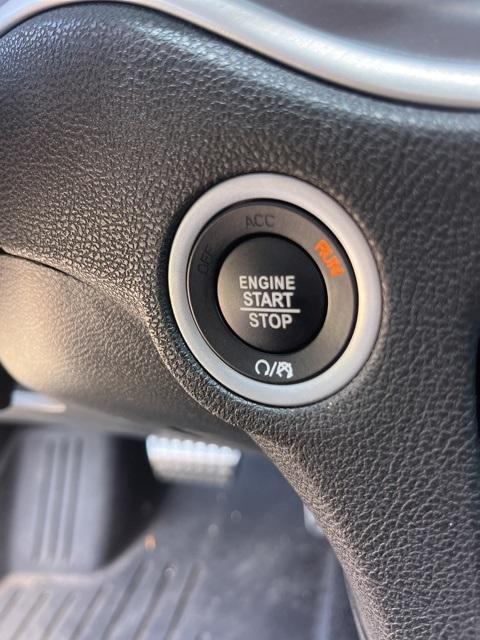 OFF
ACC
RUN
ENGINE
START
STOP